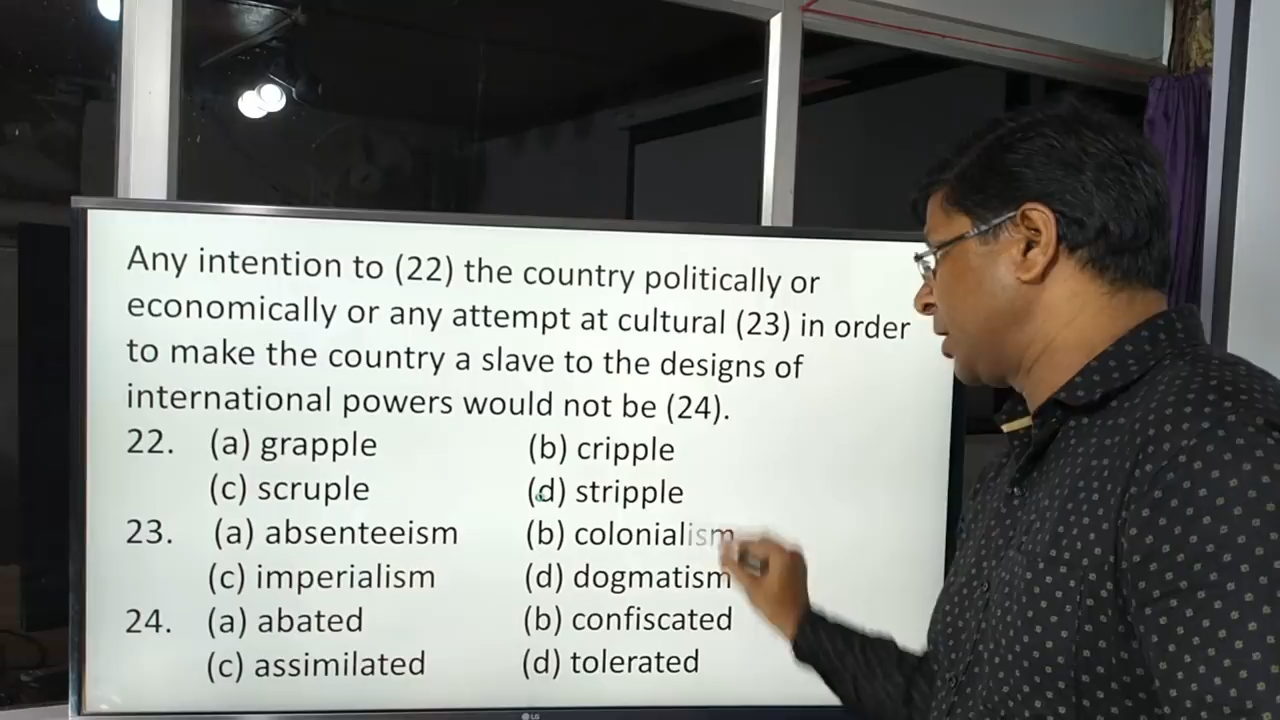 Any intention to (22) the country politically or
economically or any attempt at cultural (23) in order
to make the country a slave to the designs of
international powers would not be (24).
22. (a) grapple (b) cripple
(c) scruple (d) stripple
23. (a) absenteeism (b) colonialism
(c) imperialism (d) dogmatism
24. (a) abated (b) confiscated
(c) assimilated (d) tolerated
LG